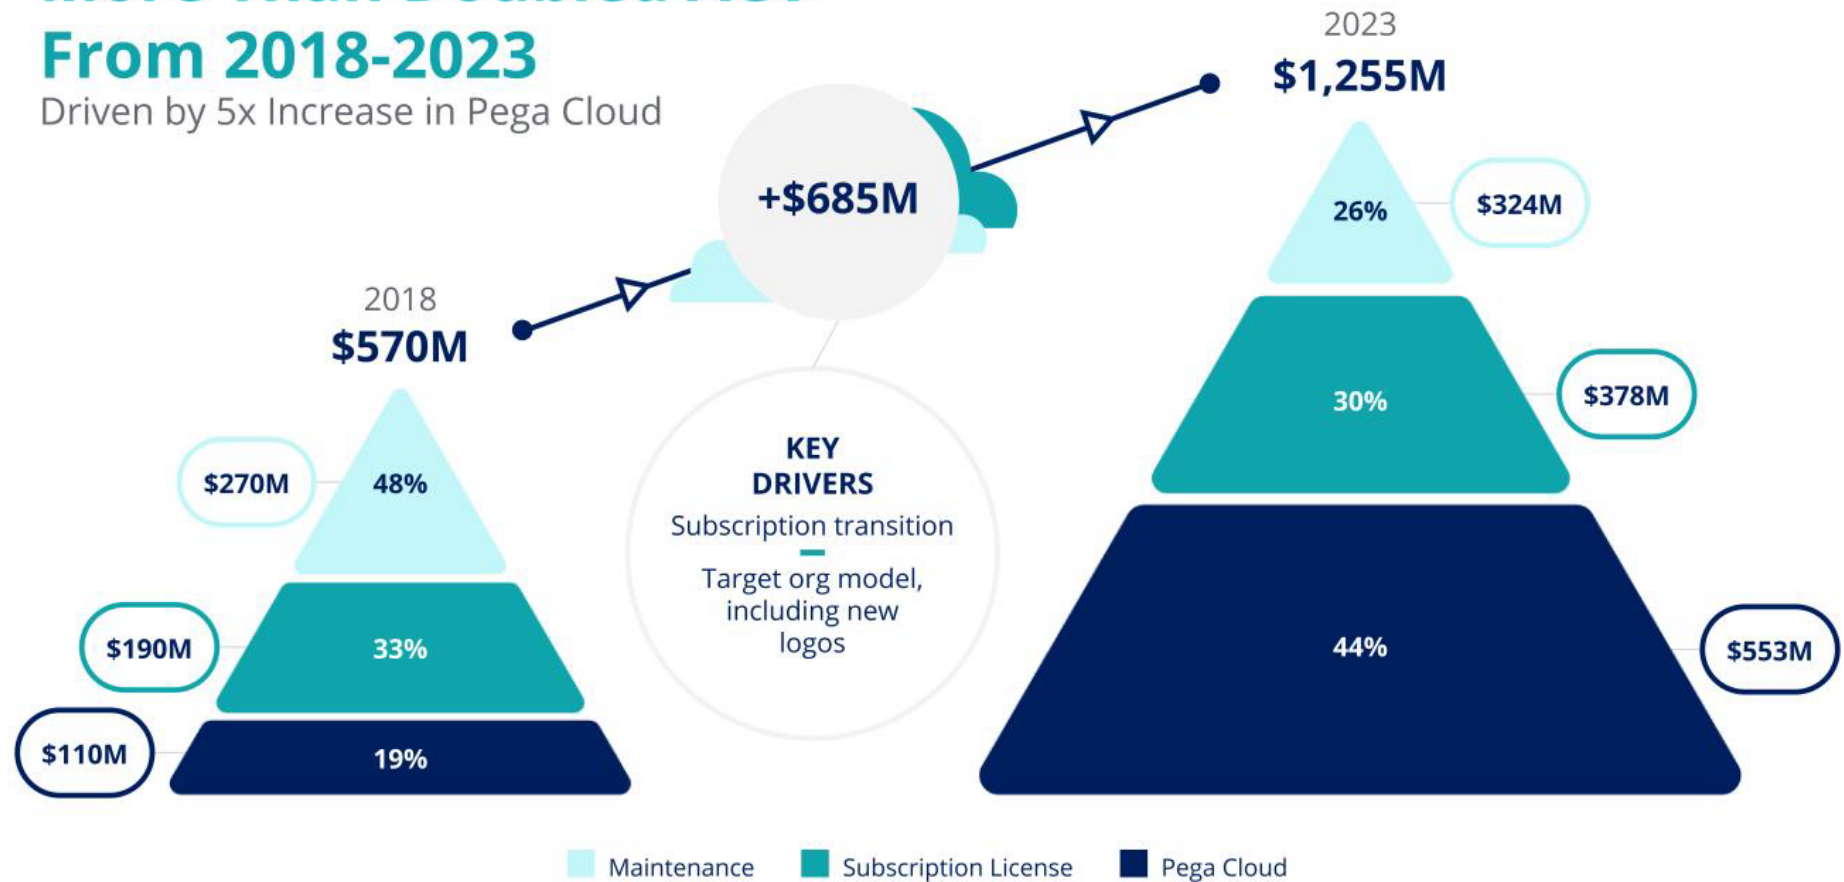 From 2018-2023
Driven by 5x Increase in Pega Cloud
2023
$1,255M
+$685M
26%
$324M
2018
$570M
30%
$378M
KEY
DRIVERS
Subscription transition
Target org model,
including new
logos
$270M
48%
$190M
33%
44%
$553M
$110M
19%
Maintenance
Subscription License
Pega Cloud